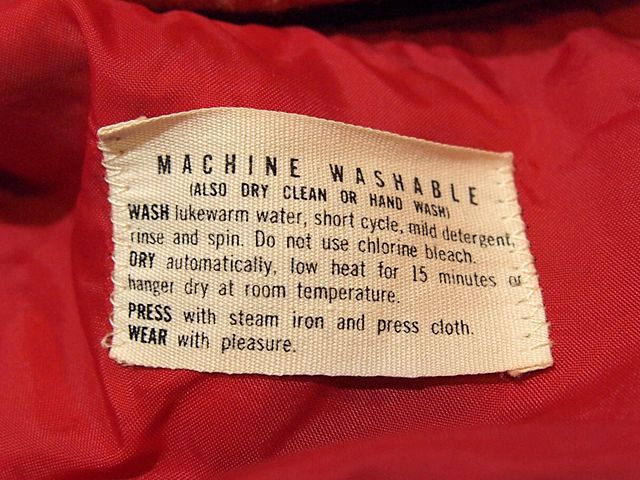 MACHINE WASHABLE
(ALSO DRY CLEAN OR HAND WASH)
WASH lukewarm water, short cycle, mild detergent,
rinse and spin. Do not use chlorine bleach.
DRY automatically, low heat for 15 minutes or
hanger dry at room temperature.
PRESS with steam iron and press cloth.
WEAR with pleasure.